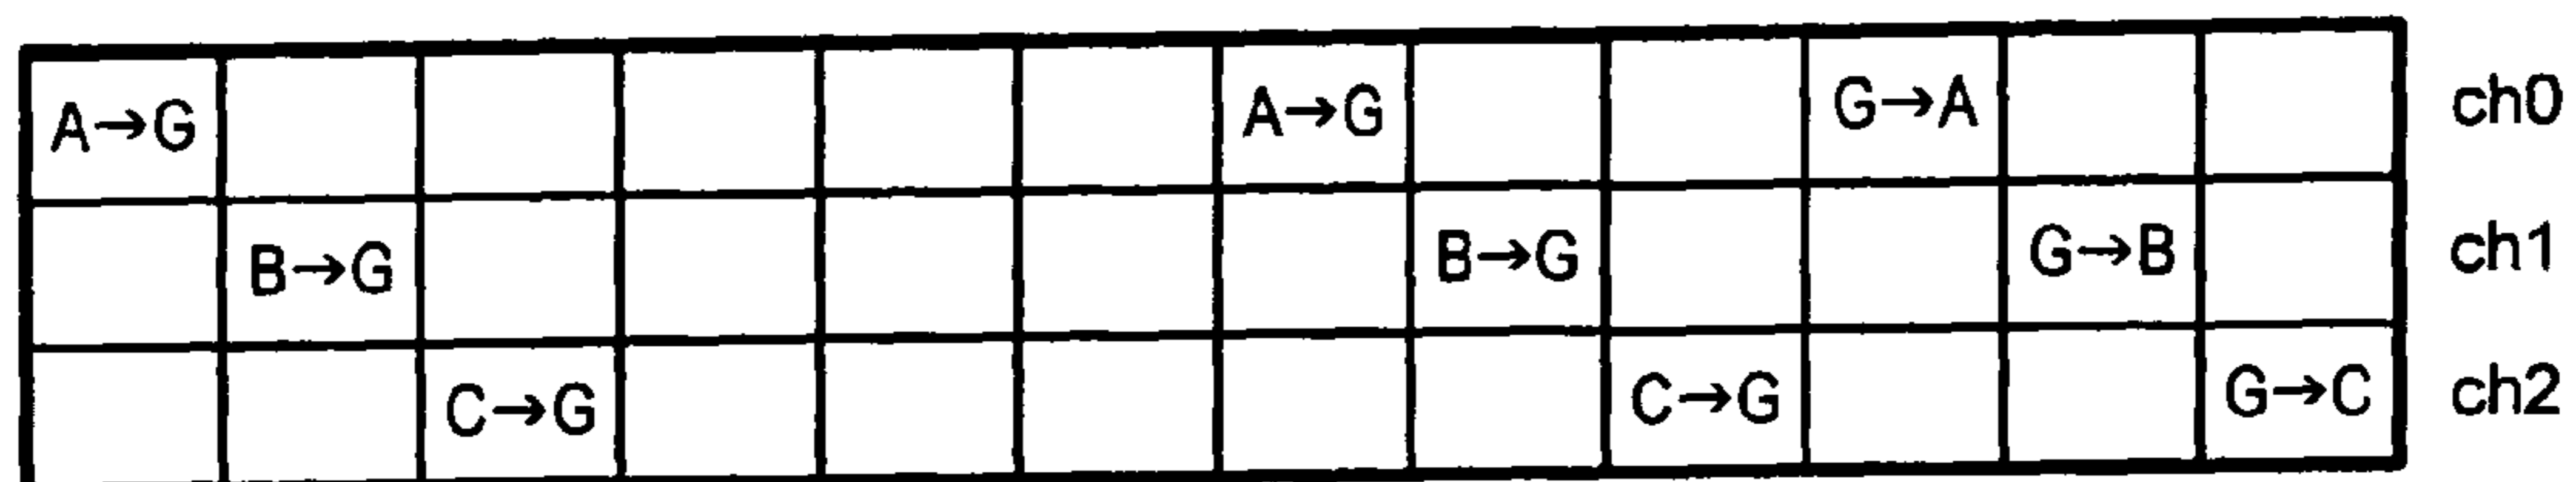 A→G A→G G→A ch0
B→G B→G G→B ch1
C→G C→G G→C ch2